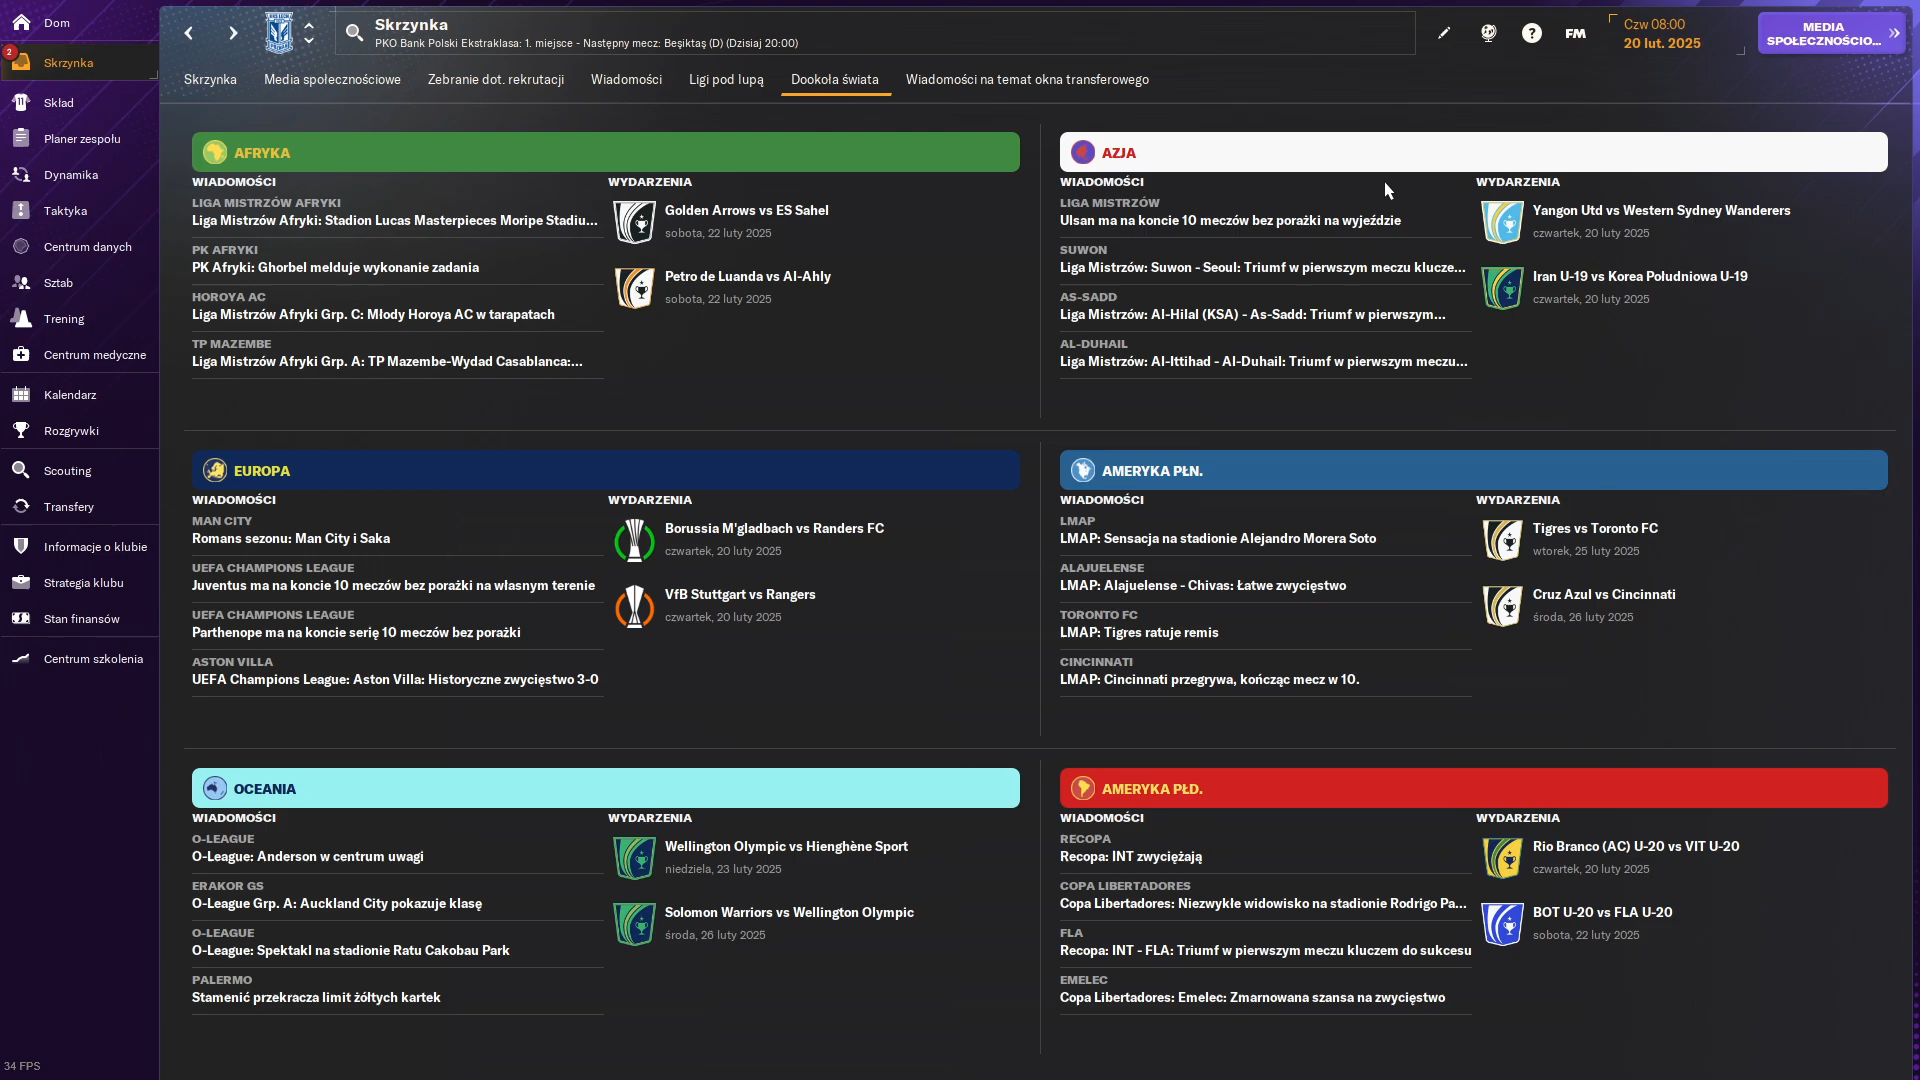 Dom
2
Skrzynka
Skład
Planer zespołu
Dynamika
Taktyka
Centrum danych
Sztab
Trening
Centrum medyczne
Kalendarz
Rozgrywki
Scouting
Transfery
Informacje o klubie
Strategia klubu
Stan finansów
Centrum szkolenia
34 FPS
Skrzynka
PKO Bank Polski Ekstraklasa: 1. miejsce - Następny mecz: Beşiktaş (D) (Dzisiaj 20:00)
FM
Czw 08:00
20 lut. 2025
MEDIA
SPOŁECZNOŚCIO...
Skrzynka Media społecznościowe Zebranie dot. rekrutacji Wiadomości Ligi pod lupą Dookoła świata Wiadomości na temat okna transferowego
AFRYKA
WIADOMOŚCI
LIGA MISTRZÓW AFRYKI
Liga Mistrzów Afryki: Stadion Lucas Masterpieces Moripe Stadiu...
PK AFRYKI
PK Afryki: Ghorbel melduje wykonanie zadania
HOROYA AC
Liga Mistrzów Afryki Grp. C: Młody Horoya AC w tarapatach
TP MAZEMBE
Liga Mistrzów Afryki Grp. A: TP Mazembe-Wydad Casablanca:...
WYDARZENIA
Golden Arrows vs ES Sahel
sobota, 22 luty 2025
Petro de Luanda vs Al-Ahly
sobota, 22 luty 2025
AZJA
WIADOMOŚCI
LIGA MISTRZÓW
Ulsan ma na koncie 10 meczów bez porażki na wyjeździe
SUWON
Liga Mistrzów: Suwon - Seoul: Triumf w pierwszym meczu klucze...
AS-SADD
Liga Mistrzów: Al-Hilal (KSA) - As-Sadd: Triumf w pierwszym...
AL-DUHAIL
Liga Mistrzów: Al-Ittihad - Al-Duhail: Triumf w pierwszym meczu...
WYDARZENIA
Yangon Utd vs Western Sydney Wanderers
czwartek, 20 luty 2025
Iran U-19 vs Korea Południowa U-19
czwartek, 20 luty 2025
EUROPA
WIADOMOŚCI
MAN CITY
Romans sezonu: Man City i Saka
UEFA CHAMPIONS LEAGUE
Juventus ma na koncie 10 meczów bez porażki na własnym terenie
UEFA CHAMPIONS LEAGUE
Parthenope ma na koncie serię 10 meczów bez porażki
ASTON VILLA
UEFA Champions League: Aston Villa: Historyczne zwycięstwo 3-0
WYDARZENIA
Borussia M'gladbach vs Randers FC
czwartek, 20 luty 2025
VfB Stuttgart vs Rangers
czwartek, 20 luty 2025
AMERYKA PŁN.
WIADOMOŚCI
LMAP
LMAP: Sensacja na stadionie Alejandro Morera Soto
ALAJUELENSE
LMAP: Alajuelense - Chivas: Łatwe zwycięstwo
TORONTO FC
LMAP: Tigres ratuje remis
CINCINNATI
LMAP: Cincinnati przegrywa, kończąc mecz w 10.
WYDARZENIA
Tigres vs Toronto FC
wtorek, 25 luty 2025
Cruz Azul vs Cincinnati
środa, 26 luty 2025
OCEANIA
WIADOMOŚCI
O-LEAGUE
O-League: Anderson w centrum uwagi
ERAKOR GS
O-League Grp. A: Auckland City pokazuje klasę
O-LEAGUE
O-League: Spektakl na stadionie Ratu Cakobau Park
PALERMO
Stamenić przekracza limit żółtych kartek
WYDARZENIA
Wellington Olympic vs Hienghène Sport
niedziela, 23 luty 2025
Solomon Warriors vs Wellington Olympic
środa, 26 luty 2025
AMERYKA PŁD.
WIADOMOŚCI
RECOPA
Recopa: INT zwyciężają
COPA LIBERTADORES
Copa Libertadores: Niezwykłe widowisko na stadionie Rodrigo Pa...
FLA
Recopa: INT - FLA: Triumf w pierwszym meczu kluczem do sukcesu
EMELEC
Copa Libertadores: Emelec: Zmarnowana szansa na zwycięstwo
WYDARZENIA
Rio Branco (AC) U-20 vs VIT U-20
czwartek, 20 luty 2025
BOT U-20 vs FLA U-20
sobota, 22 luty 2025